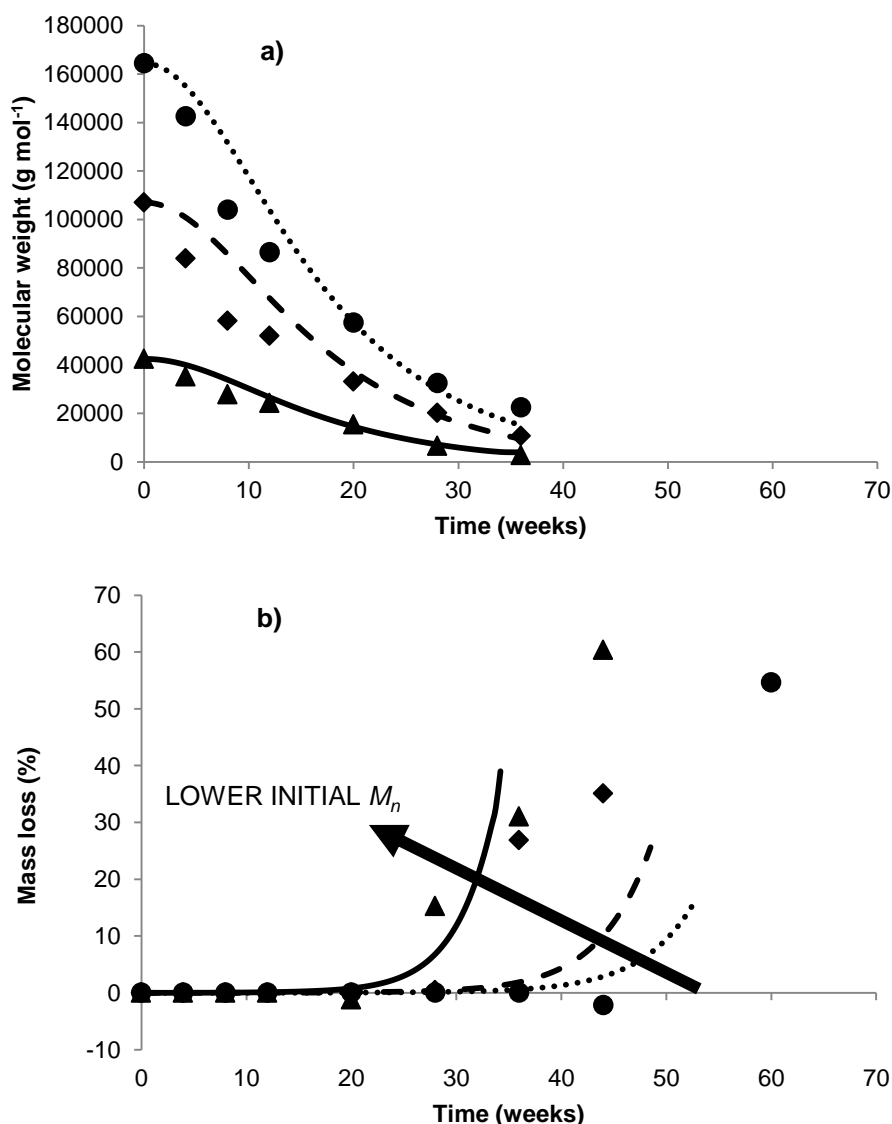 180000
160000
140000
120000
100000
80000
60000
40000
20000
0
Molecular weight (g mol-1)
a)
0 10 20 30 40 50 60 70
Time (weeks)
70
60
50
40
30
20
10
0
-10
Mass loss (%)
b)
LOWER INITIAL Mn
0 10 20 30 40 50 60 70
Time (weeks)